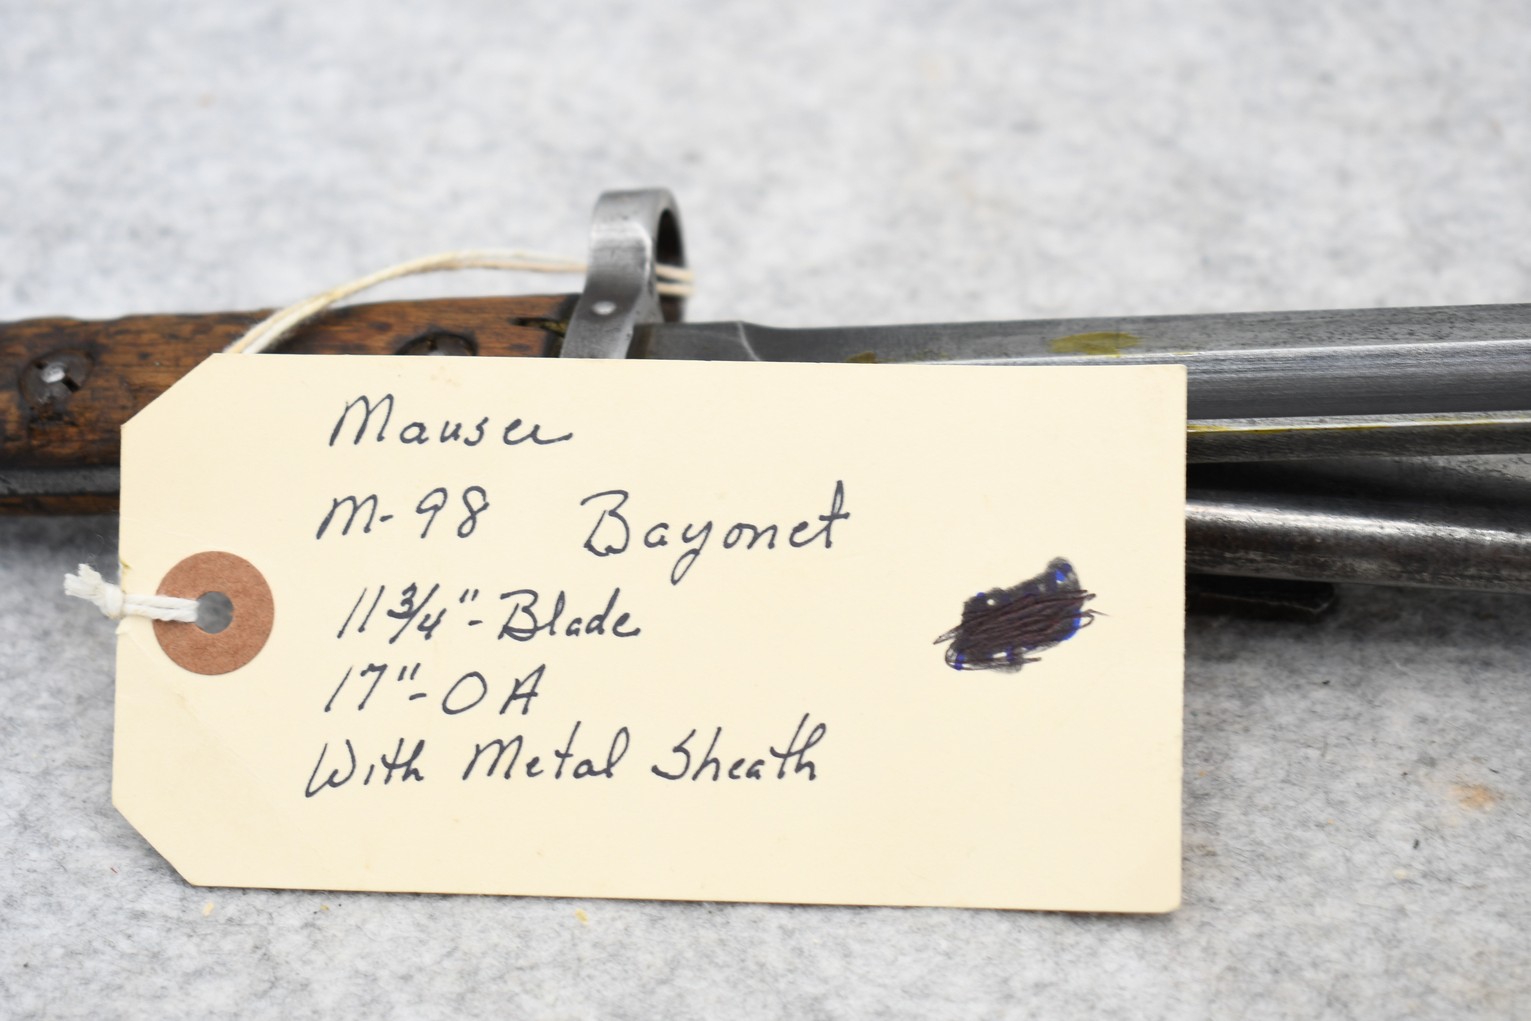 Mauser
M-98 Bayonet
11 3/4"-Blade
17"-OA
With Metal Sheath